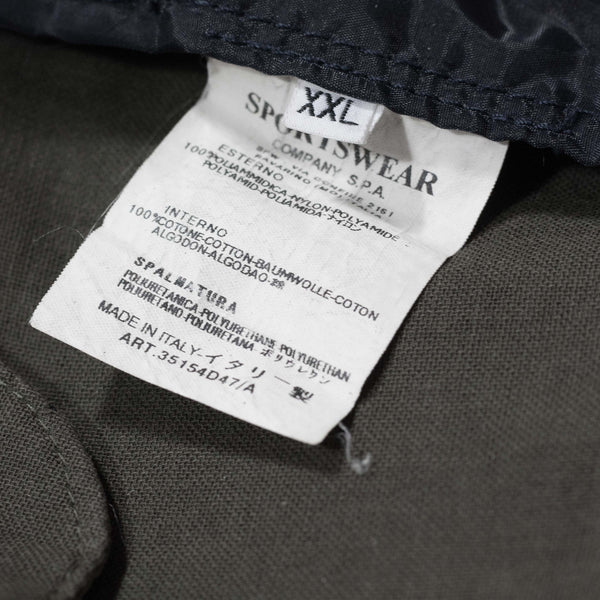 XXL
SPORTSWEAR
COMPANY S.P.A.
ESTERNO
100%POLIAMMIDICA-NYLON-POLYAMIDE
POLYAMID-POLIAMIDA-ナイロン
INTERNO
100%COTONE-COTTON-BAUMWOLLE-COTON
ALGODON-ALGODAO-綿
SPALMATURA
POLIURETANICA-POLYURETHANE-POLYURETHAN
POLIURETANO-POLIURETANA ポリウレタン
MADE IN ITALY-イタリー製
ART.35154D47/A